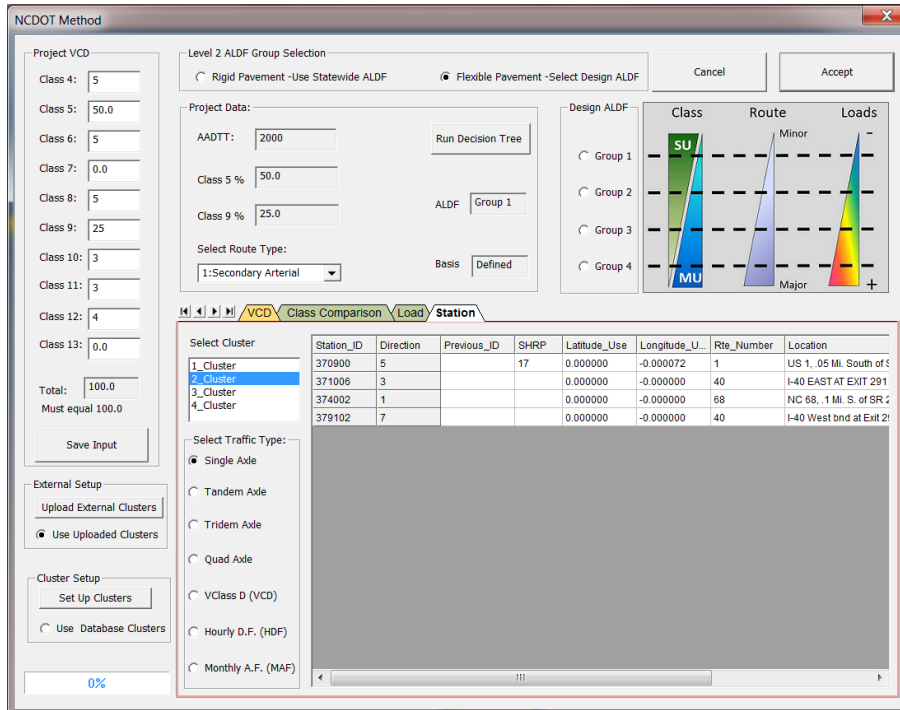 NCDOT Method
Project VCD
Class 4: 5
Class 5: 50.0
Class 6: 5
Class 7: 0.0
Class 8: 5
Class 9: 25
Class 10: 3
Class 11: 3
Class 12: 4
Class 13: 0.0
Total: 100.0
Must equal 100.0
Save Input
External Setup
Upload External Clusters
Use Uploaded Clusters
Cluster Setup
Set Up Clusters
Use Database Clusters
0%
Level 2 ALDF Group Selection
Rigid Pavement -Use Statewide ALDF
Flexible Pavement -Select Design ALDF
Cancel
Accept
Project Data:
AADTT: 2000
Run Decision Tree
Class 5 % 50.0
Class 9 % 25.0
ALDF Group 1
Select Route Type:
1:Secondary Arterial
Basis Defined
Design ALDF
Group 1
Group 2
Group 3
Group 4
Class Route Loads
SU Minor -
MU Major +
VCD Class Comparison Load Station
Select Cluster
1_Cluster
2_Cluster
3_Cluster
4_Cluster
Select Traffic Type:
Single Axle
Tandem Axle
Tridem Axle
Quad Axle
VClass D (VCD)
Hourly D.F. (HDF)
Monthly A.F. (MAF)
Station_ID Direction Previous_ID SHRP Latitude_Use Longitude_U... Rte_Number Location
370900 5 17 0.000000 -0.000072 1 US 1, .05 Mi. South of S
371006 3 0.000000 -0.000000 40 I-40 EAST AT EXIT 291
374002 1 0.000000 -0.000000 68 NC 68, .1 Mi. S. of SR 2
379102 7 0.000000 -0.000000 40 I-40 West bnd at Exit 29